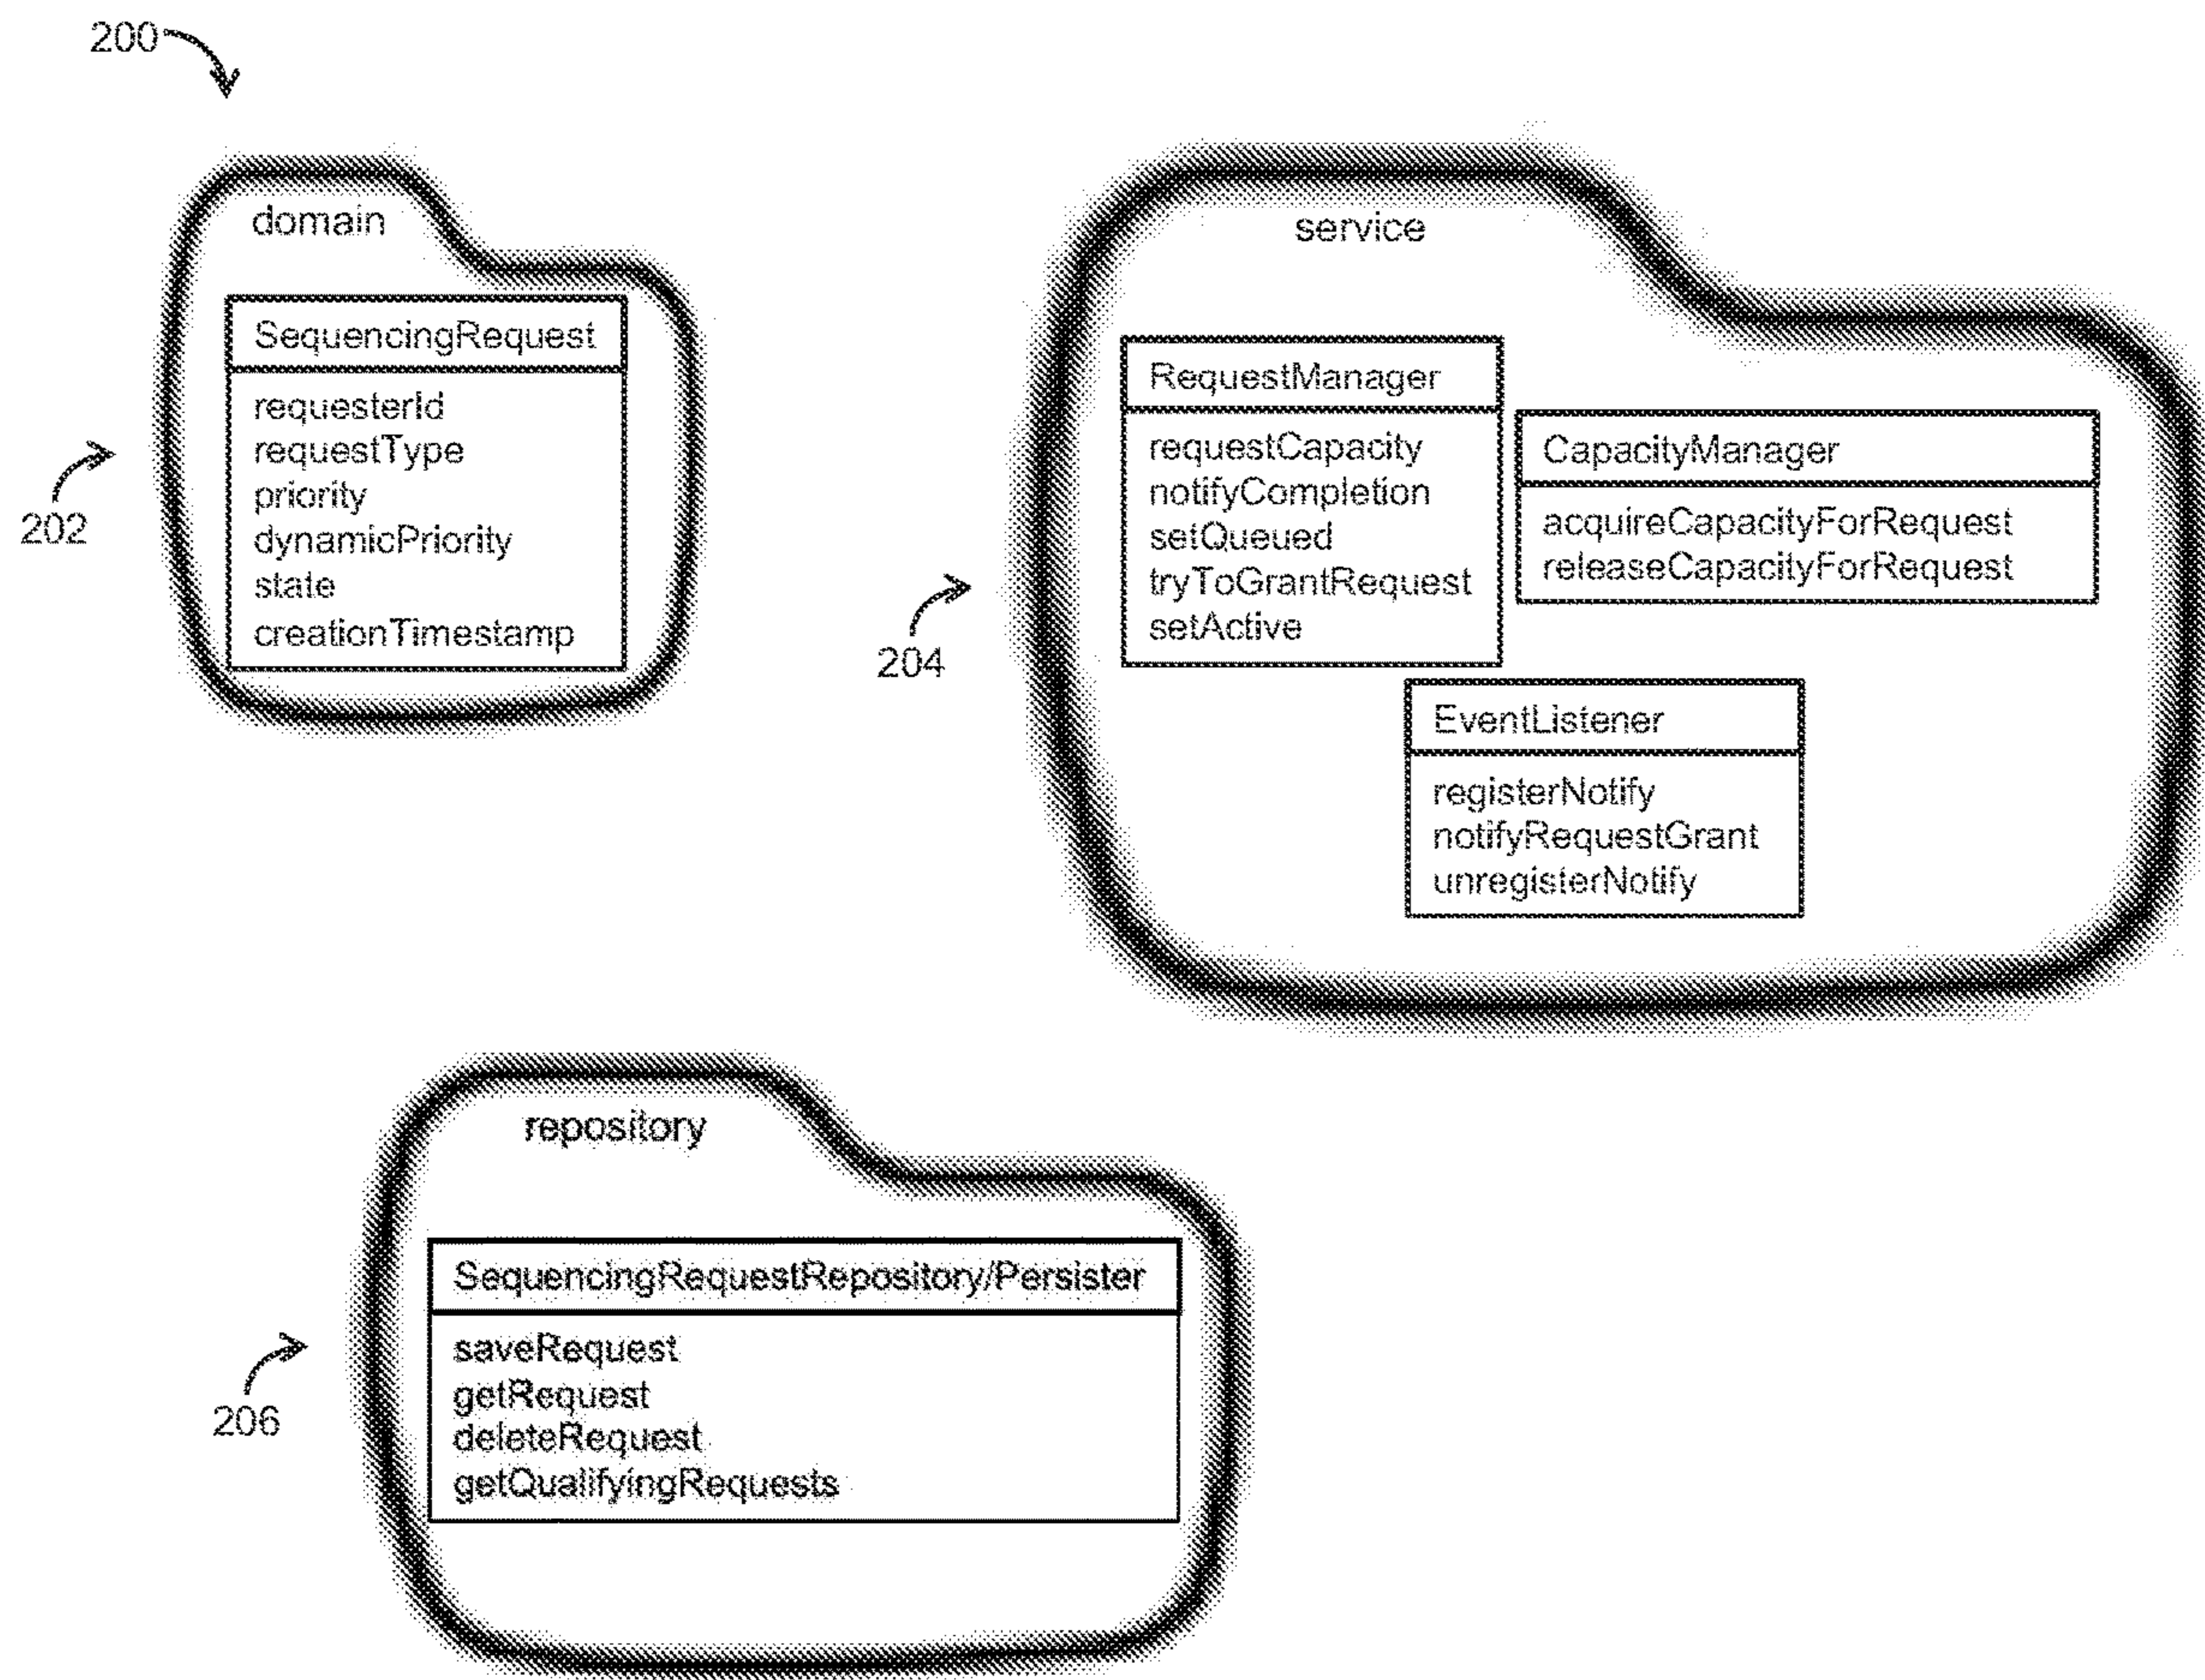 200
domain
SequencingRequest
requesterId
requestType
priority
dynamicPriority
state
creationTimestamp
202
service
RequestManager
requestCapacity
notifyCompletion
setQueued
tryToGrantRequest
setActive
CapacityManager
acquireCapacityForRequest
releaseCapacityForRequest
EventListener
registerNotify
notifyRequestGrant
unregisterNotify
204
repository
SequencingRequestRepository/Persister
saveRequest
getRequest
deleteRequest
getQualifyingRequests
206